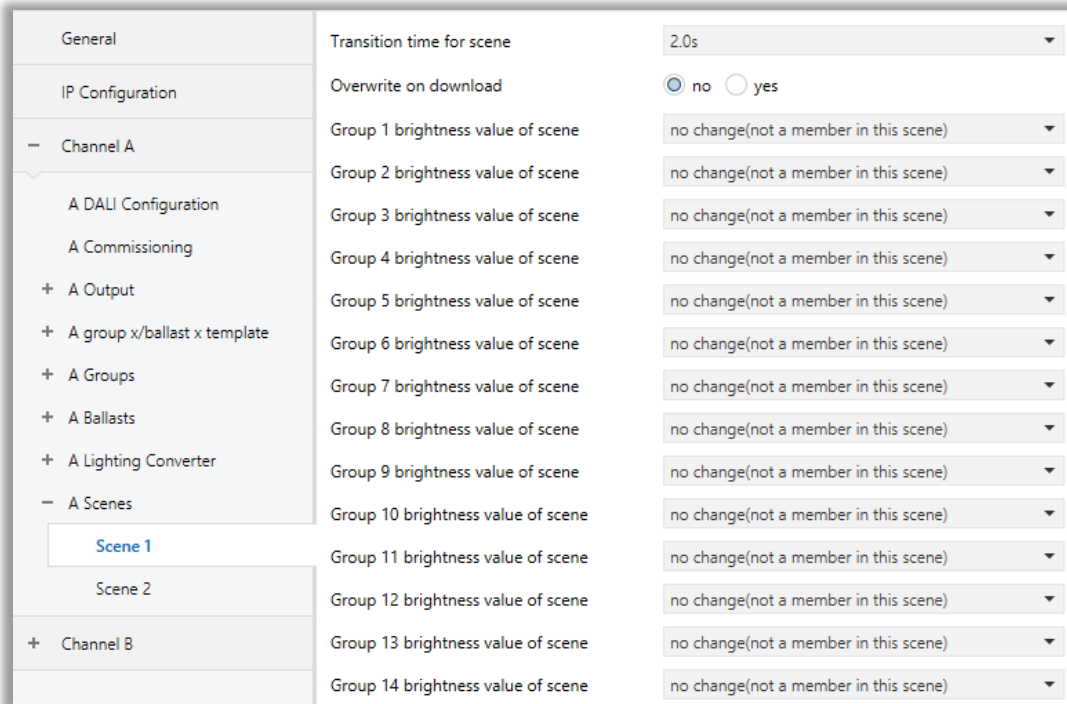 General
IP Configuration
− Channel A
A DALI Configuration
A Commissioning
+ A Output
+ A group x/ballast x template
+ A Groups
+ A Ballasts
+ A Lighting Converter
− A Scenes
Scene 1
Scene 2
+ Channel B
Transition time for scene 2.0s
Overwrite on download no yes
Group 1 brightness value of scene no change(not a member in this scene)
Group 2 brightness value of scene no change(not a member in this scene)
Group 3 brightness value of scene no change(not a member in this scene)
Group 4 brightness value of scene no change(not a member in this scene)
Group 5 brightness value of scene no change(not a member in this scene)
Group 6 brightness value of scene no change(not a member in this scene)
Group 7 brightness value of scene no change(not a member in this scene)
Group 8 brightness value of scene no change(not a member in this scene)
Group 9 brightness value of scene no change(not a member in this scene)
Group 10 brightness value of scene no change(not a member in this scene)
Group 11 brightness value of scene no change(not a member in this scene)
Group 12 brightness value of scene no change(not a member in this scene)
Group 13 brightness value of scene no change(not a member in this scene)
Group 14 brightness value of scene no change(not a member in this scene)